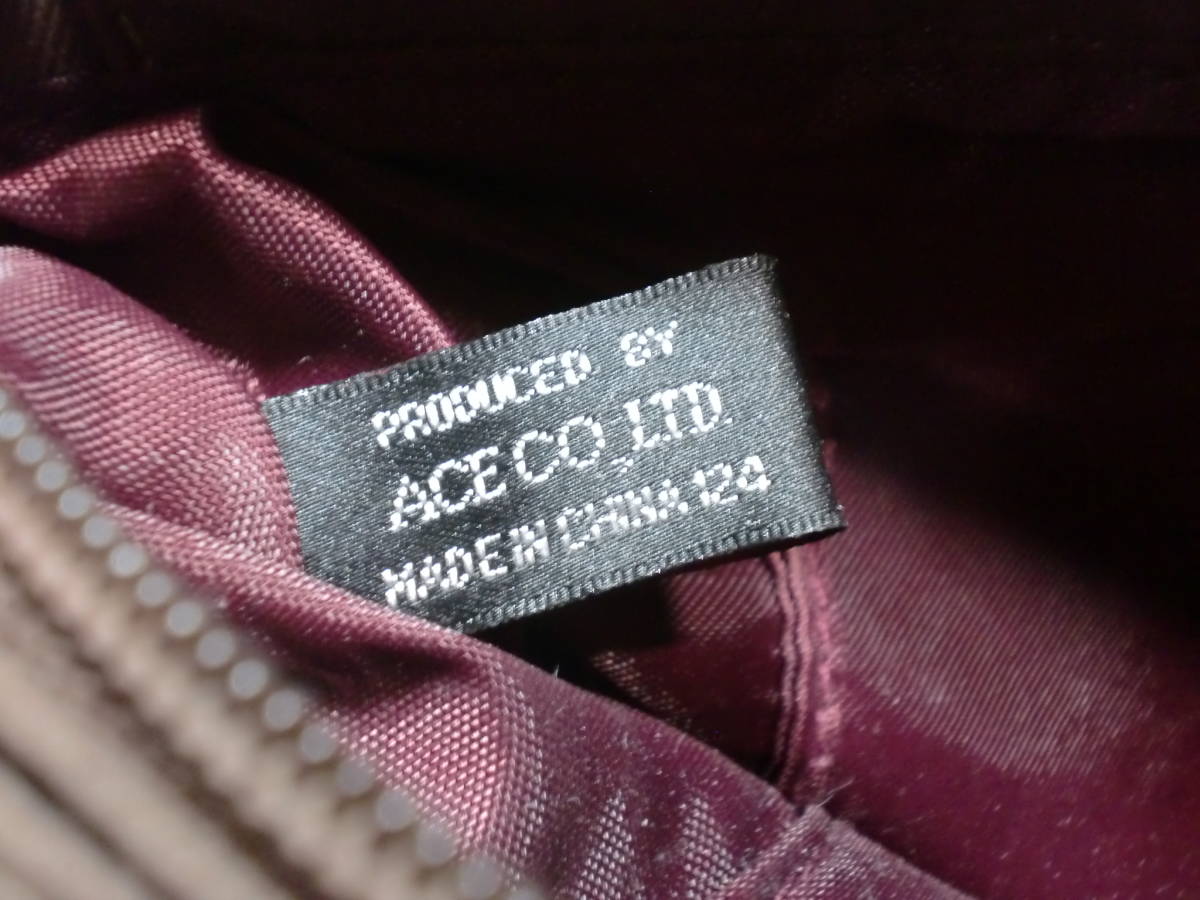 PRODUCED BY
ACE CO.,LTD.
MADE IN CHINA 124